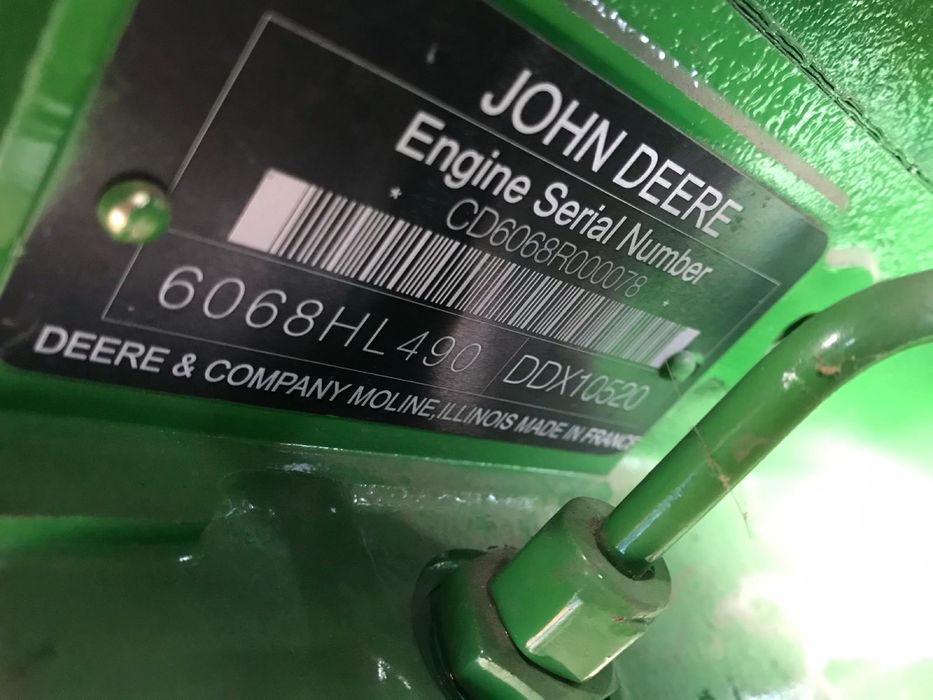 JOHN DEERE
Engine Serial Number
* CD6068R000078
6068HL490 DDX10520
DEERE & COMPANY MOLINE, ILLINOIS MADE IN FRANCE